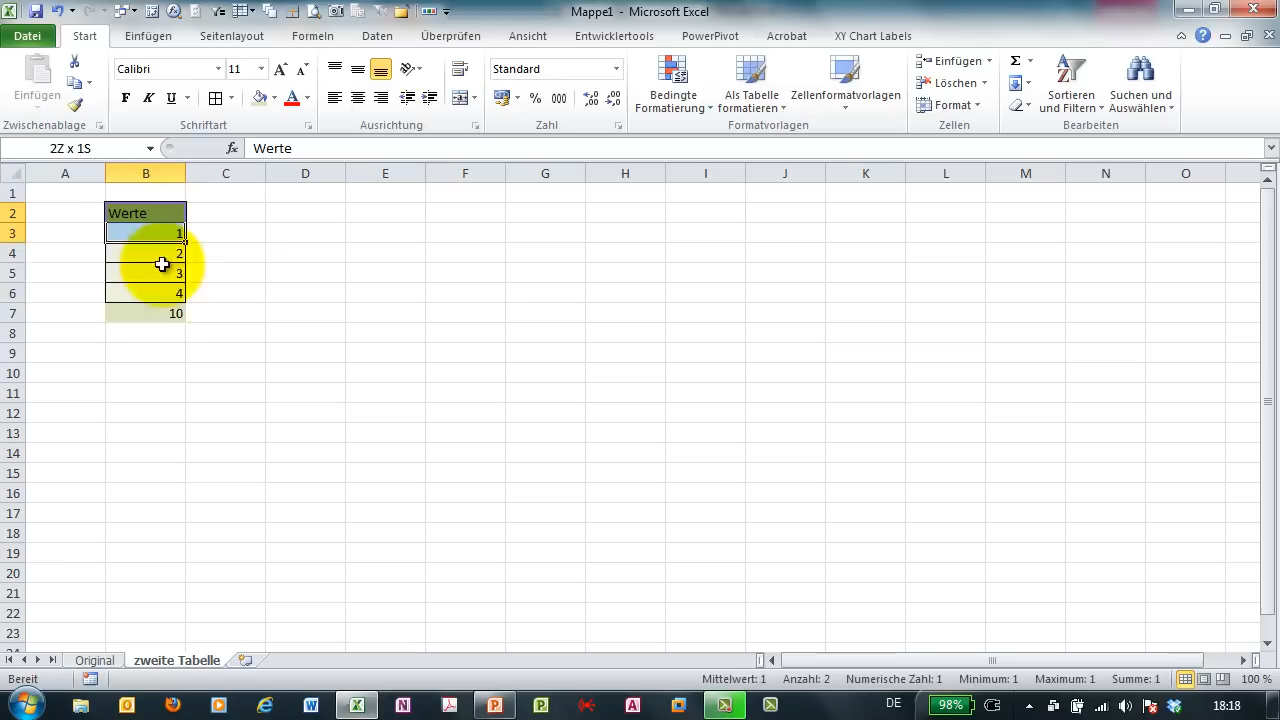 Mappe1 - Microsoft Excel
Datei Start Einfügen Seitenlayout Formeln Daten Überprüfen Ansicht Entwicklertools PowerPivot Acrobat XY Chart Labels
Einfügen
Zwischenablage
Calibri 11
F K U
Schriftart
Ausrichtung
Standard
% 000
Zahl
Bedingte Formatierung
Als Tabelle formatieren
Zellenformatvorlagen
Formatvorlagen
Einfügen
Löschen
Format
Zellen
Sortieren und Filtern
Suchen und Auswählen
Bearbeiten
2Z x 1S fx Werte
A B C D E F G H I J K L M N O
1
2 Werte
3 1
4 2
5 3
6 4
7 10
8
9
10
11
12
13
14
15
16
17
18
19
20
21
22
23
Original zweite Tabelle
Bereit Mittelwert: 1 Anzahl: 2 Numerische Zahl: 1 Minimum: 1 Maximum: 1 Summe: 1 100 %
DE 98% 18:18